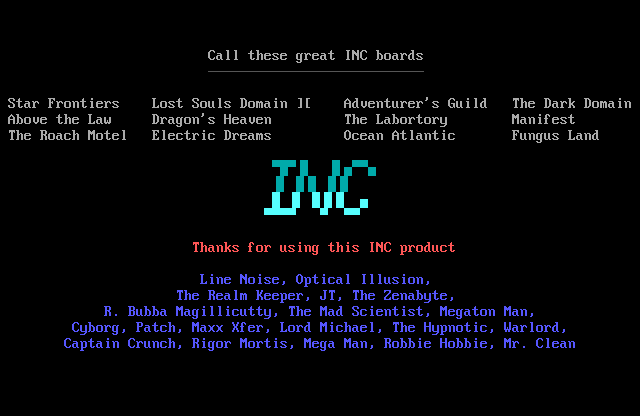 Call these great INC boards
Star Frontiers Lost Souls Domain ][ Adventurer's Guild The Dark Domain
Above the Law Dragon's Heaven The Labortory Manifest
The Roach Motel Electric Dreams Ocean Atlantic Fungus Land
INC
Thanks for using this INC product
Line Noise, Optical Illusion,
The Realm Keeper, JT, The Zenabyte,
R. Bubba Magillicutty, The Mad Scientist, Megaton Man,
Cyborg, Patch, Maxx Xfer, Lord Michael, The Hypnotic, Warlord,
Captain Crunch, Rigor Mortis, Mega Man, Robbie Hobbie, Mr. Clean